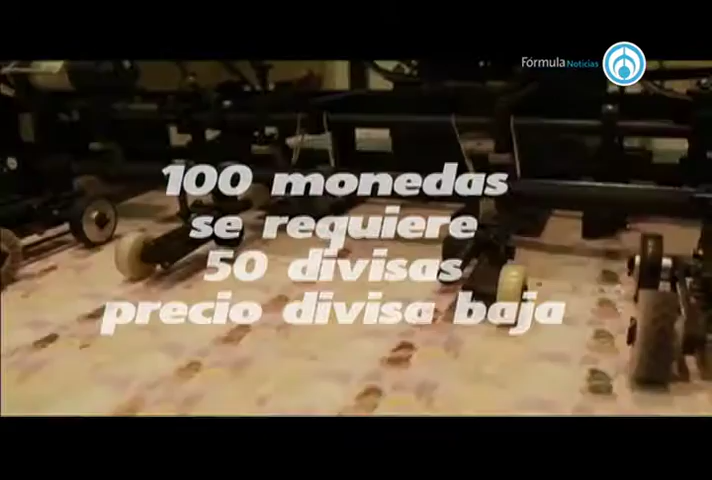 Fórmula Noticias
100 monedas
se requiere
50 divisas
precio divisa baja